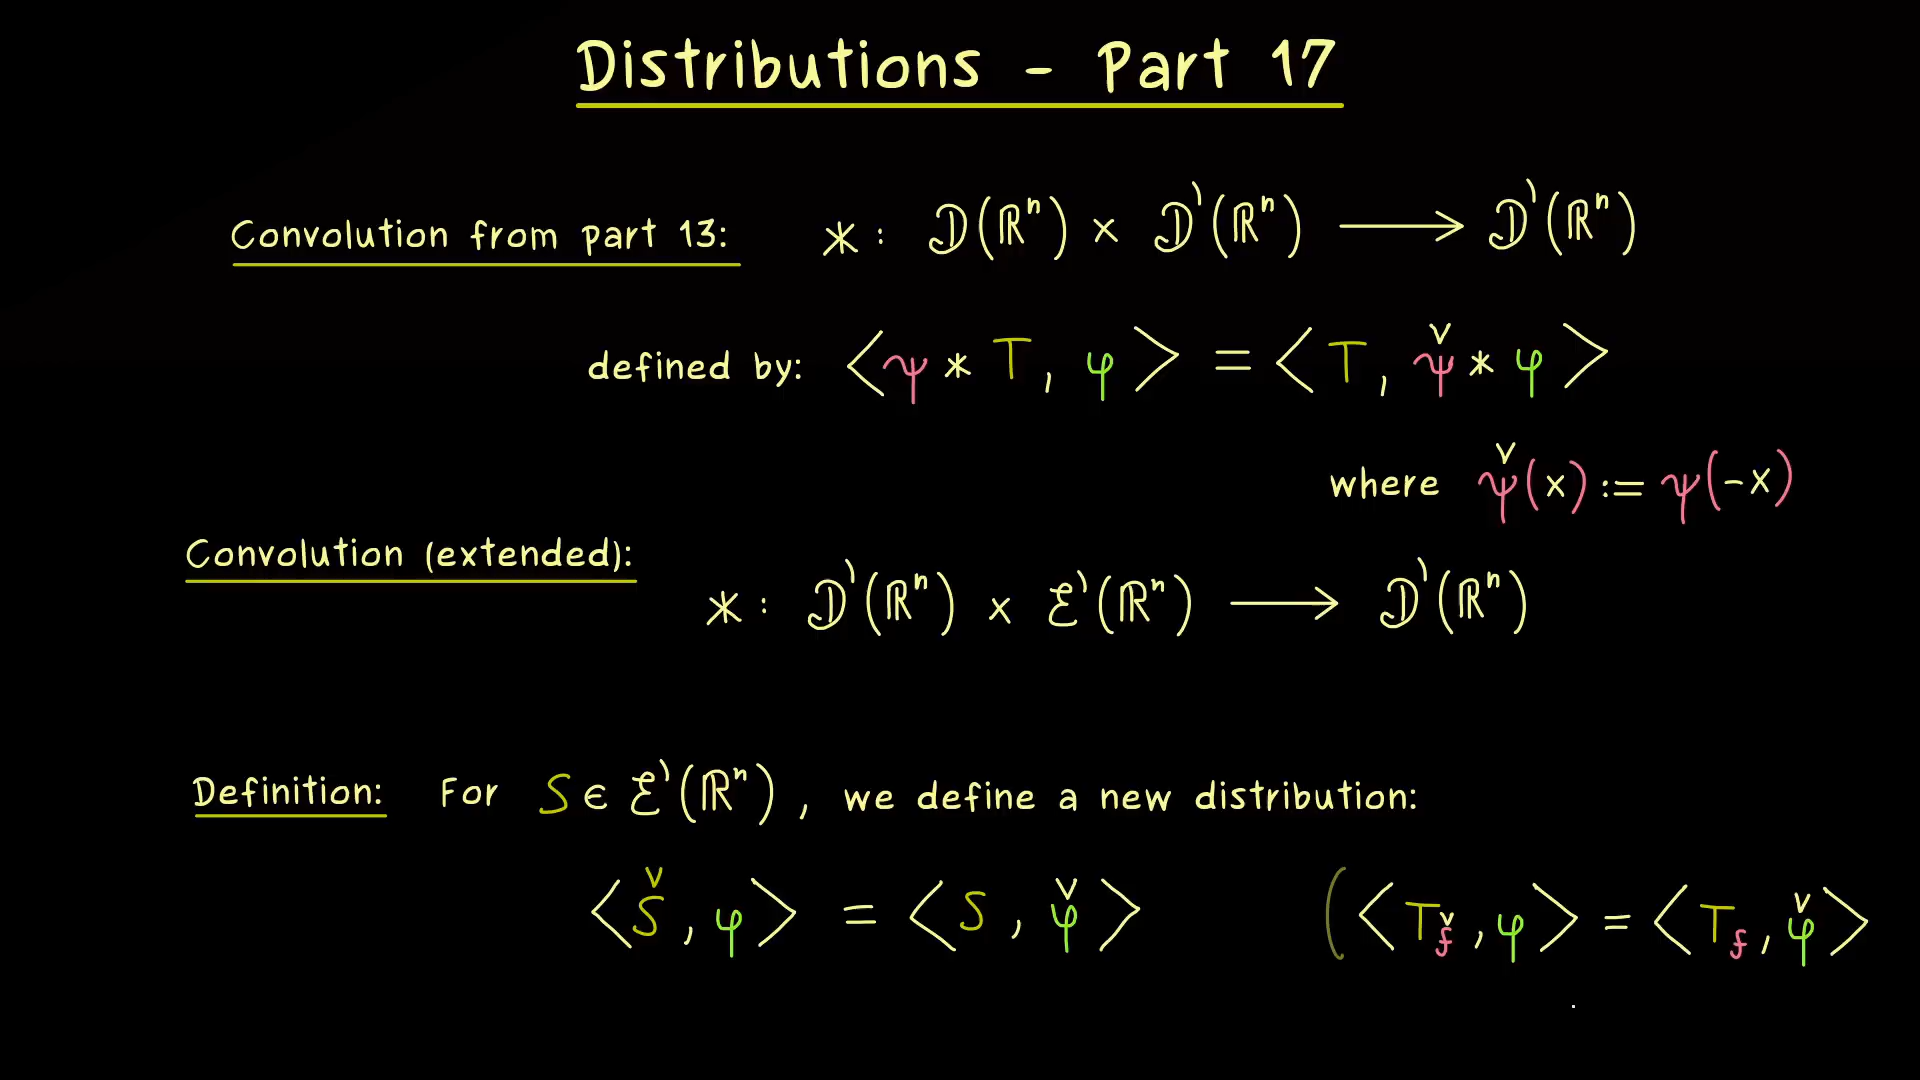 Distributions - Part 17
Convolution from part 13: *: 𝒟(ℝⁿ) × 𝒟'(ℝⁿ) ⟶ 𝒟'(ℝⁿ)
defined by: ⟨ψ * T, φ⟩ = ⟨T, ψ̌ * φ⟩
where ψ̌(x) := ψ(-x)
Convolution (extended):
*: 𝒟'(ℝⁿ) × ℰ'(ℝⁿ) ⟶ 𝒟'(ℝⁿ)
Definition: For S ∈ ℰ'(ℝⁿ), we define a new distribution:
⟨Š, φ⟩ = ⟨S, φ̌⟩ (⟨T_f̌, φ⟩ = ⟨T_f, φ̌⟩